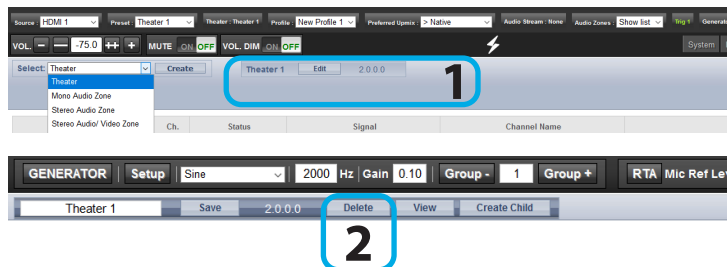 Source : HDMI 1 Preset : Theater 1 Theater : Theater 1 Profile : New Profile 1 Preferred Upmix : > Native Audio Stream : None Audio Zones : Show list Trig 1 Generat
VOL. - — -75.0 ++ + MUTE ON OFF VOL. DIM ON OFF System
Select: Theater Create Theater 1 Edit 2.0.0.0 1
Theater
Mono Audio Zone
Stereo Audio Zone
Stereo Audio/ Video Zone Ch. Status Signal Channel Name
GENERATOR Setup Sine 2000 Hz Gain 0.10 Group - 1 Group + RTA Mic Ref Lev
Theater 1 Save 2.0.0.0 Delete View Create Child
2